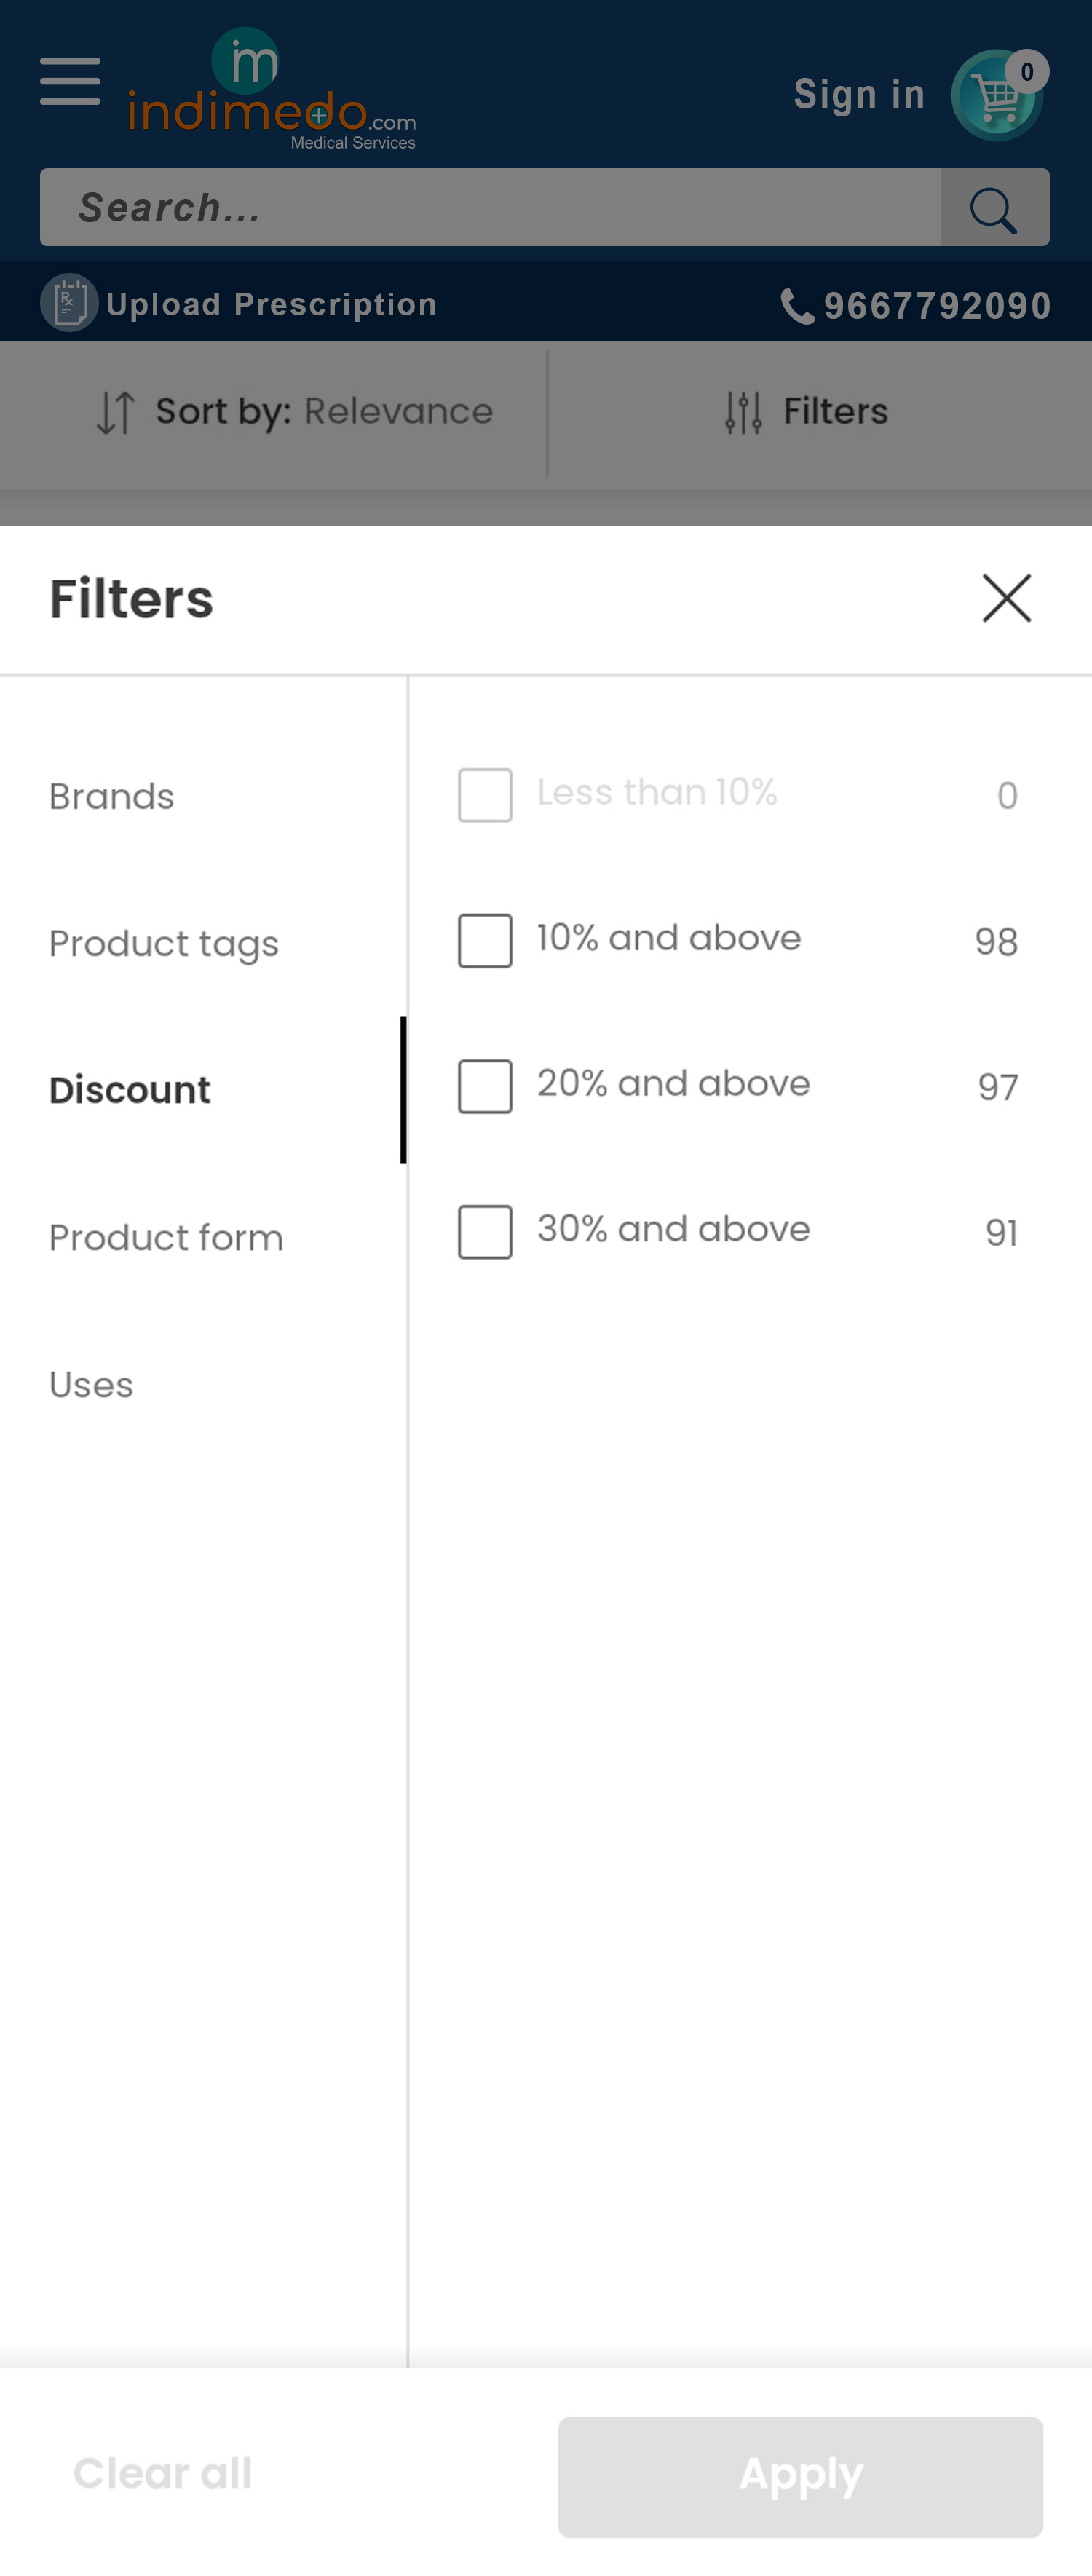 im
indimedo.com
Medical Services
Sign in
0
Search...
Upload Prescription
9667792090
Sort by: Relevance
Filters
Filters
Brands
Less than 10% 0
Product tags
10% and above 98
Discount
20% and above 97
Product form
30% and above 91
Uses
Clear all
Apply